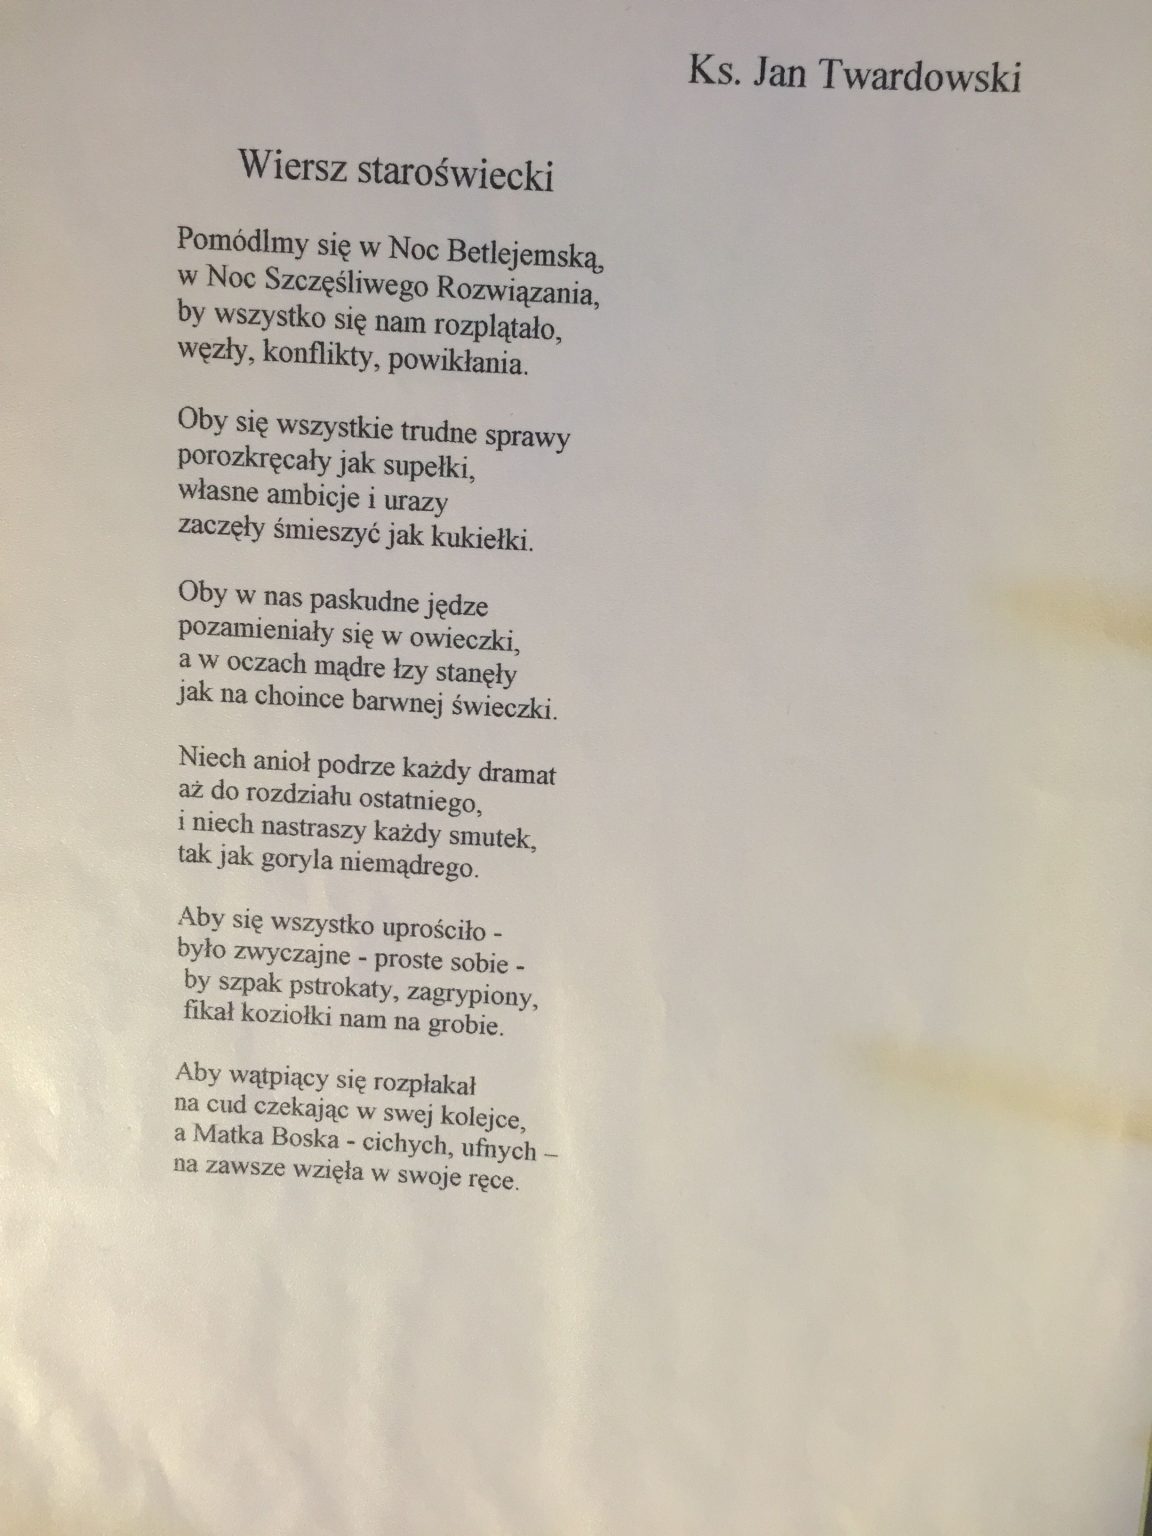 Ks. Jan Twardowski
Wiersz staroświecki
Pomódlmy się w Noc Betlejemską,
w Noc Szczęśliwego Rozwiązania,
by wszystko się nam rozplątało,
węzły, konflikty, powikłania.
Oby się wszystkie trudne sprawy
porozkręcały jak supełki,
własne ambicje i urazy
zaczęły śmieszyć jak kukiełki.
Oby w nas paskudne jędze
pozamieniały się w owieczki,
a w oczach mądre łzy stanęły
jak na choince barwnej świeczki.
Niech anioł podrze każdy dramat
aż do rozdziału ostatniego,
i niech nastraszy każdy smutek,
tak jak goryla niemądrego.
Aby się wszystko uprościło -
było zwyczajne - proste sobie -
by szpak pstrokaty, zagrypiony,
fikał koziołki nam na grobie.
Aby wątpiący się rozpłakał
na cud czekając w swej kolejce,
a Matka Boska - cichych, ufnych –
na zawsze wzięła w swoje ręce.